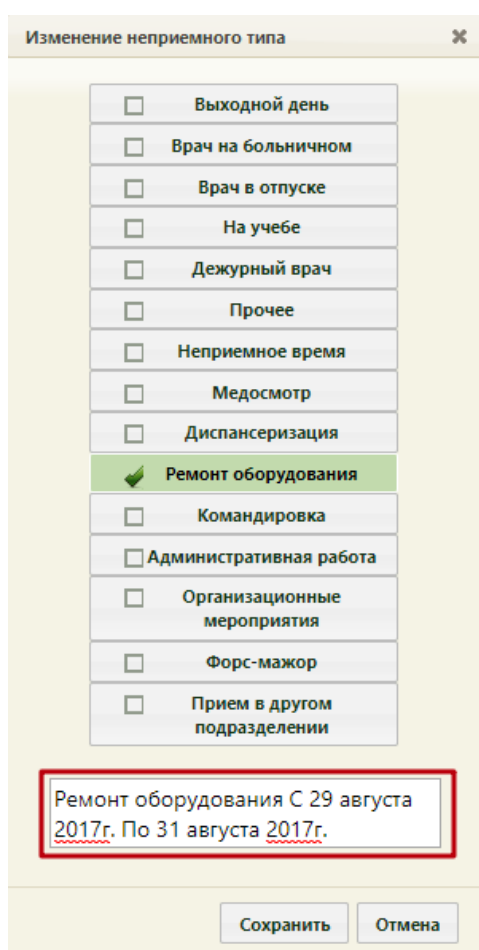 Изменение неприемного типа
Выходной день
Врач на больничном
Врач в отпуске
На учебе
Дежурный врач
Прочее
Неприемное время
Медосмотр
Диспансеризация
Ремонт оборудования
Командировка
Административная работа
Организационные
мероприятия
Форс-мажор
Прием в другом
подразделении
Ремонт оборудования С 29 августа
2017г. По 31 августа 2017г.
Сохранить Отмена